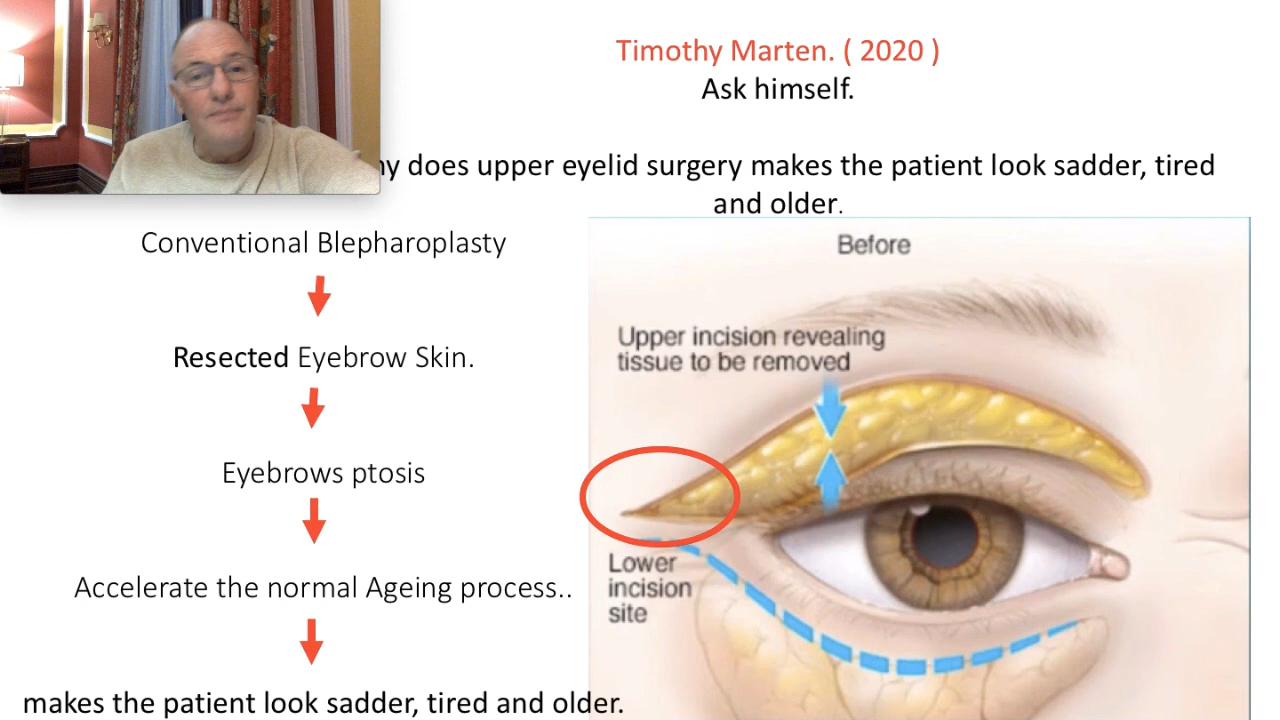 Timothy Marten. ( 2020 )
Ask himself.
does upper eyelid surgery makes the patient look sadder, tired
and older.
Conventional Blepharoplasty
Resected Eyebrow Skin.
Eyebrows ptosis
Accelerate the normal Ageing process..
makes the patient look sadder, tired and older.
Before
Upper incision revealing
tissue to be removed
Lower
incision
site